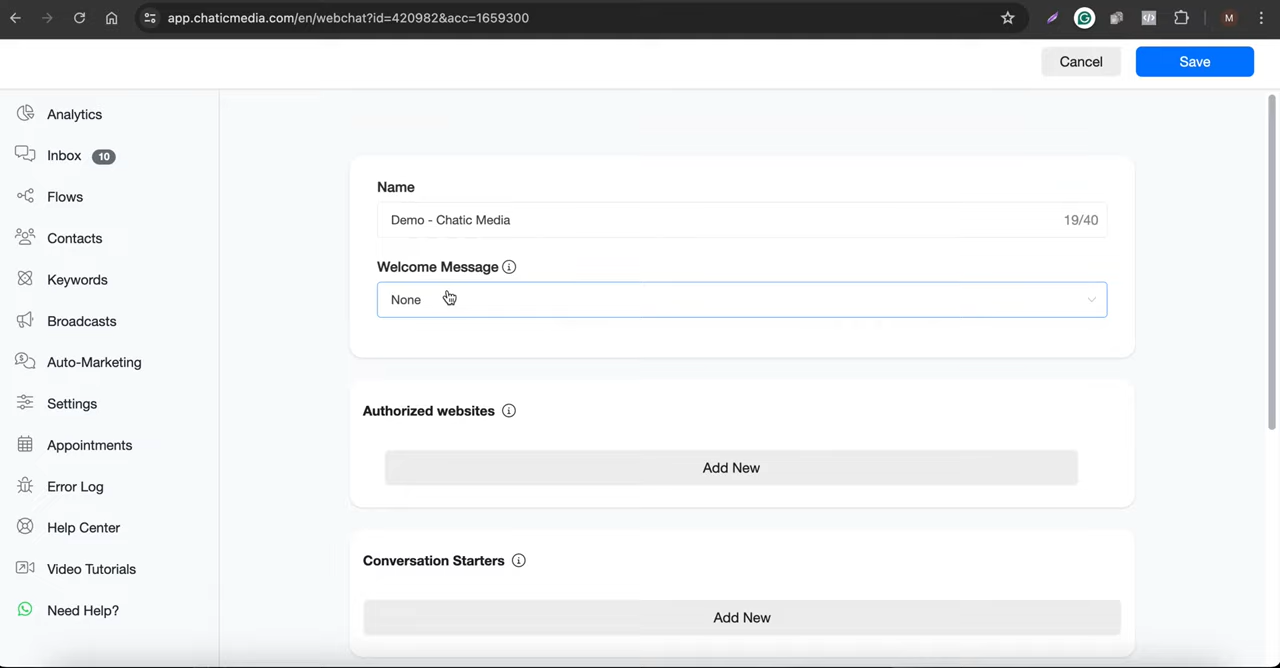 app.chaticmedia.com/en/webchat?id=420982&acc=1659300
M
Cancel
Save
Analytics
Inbox 10
Flows
Contacts
Keywords
Broadcasts
Auto-Marketing
Settings
Appointments
Error Log
Help Center
Video Tutorials
Need Help?
Name
Demo - Chatic Media 19/40
Welcome Message
None
Authorized websites
Add New
Conversation Starters
Add New